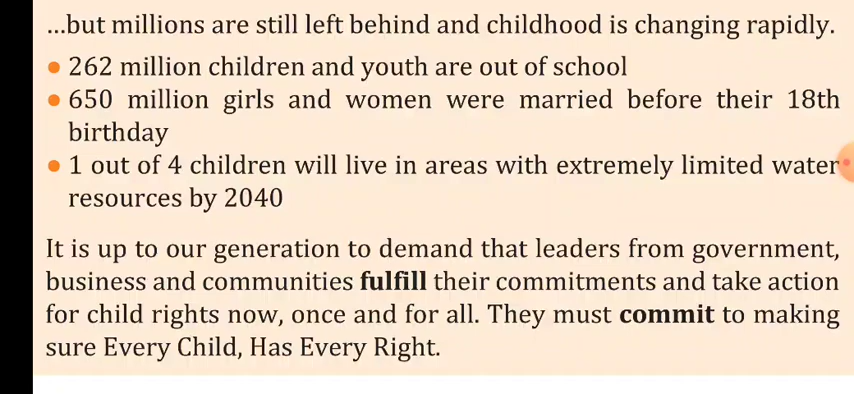 ...but millions are still left behind and childhood is changing rapidly.
• 262 million children and youth are out of school
• 650 million girls and women were married before their 18th
birthday
• 1 out of 4 children will live in areas with extremely limited water
resources by 2040
It is up to our generation to demand that leaders from government,
business and communities fulfill their commitments and take action
for child rights now, once and for all. They must commit to making
sure Every Child, Has Every Right.